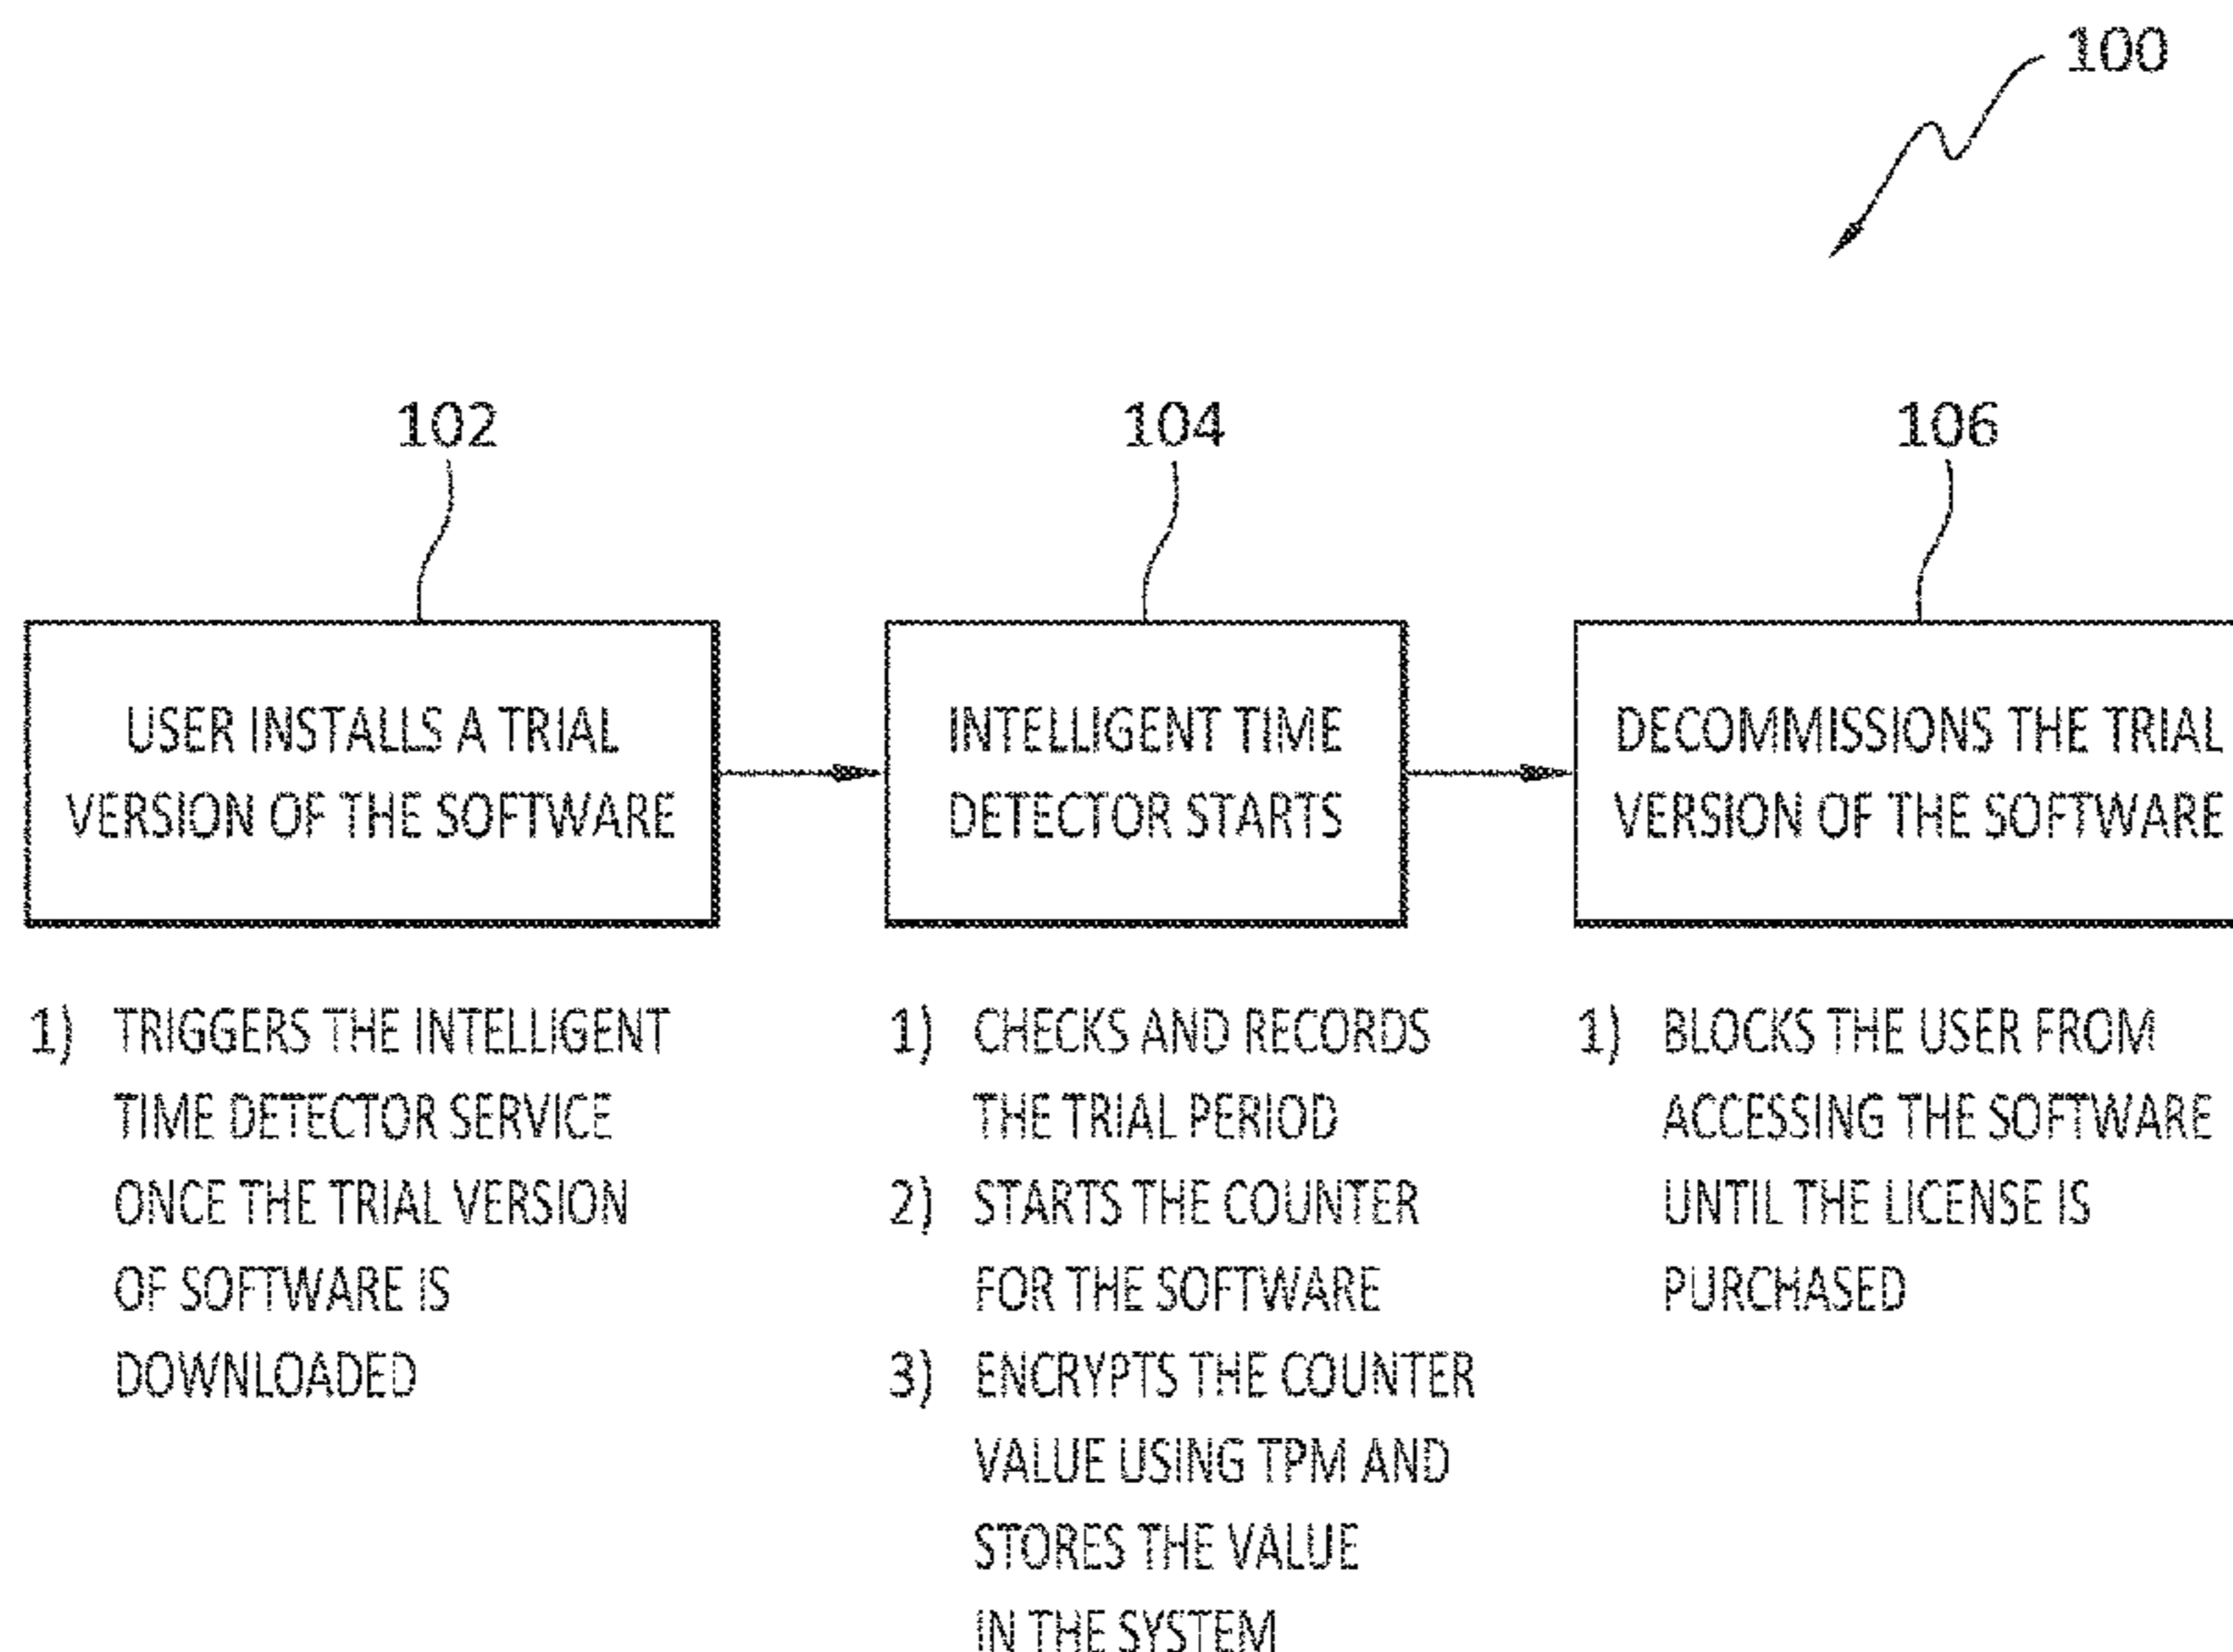 100
102
104
106
USER INSTALLS A TRIAL
VERSION OF THE SOFTWARE
INTELLIGENT TIME
DETECTOR STARTS
DECOMMISSIONS THE TRIAL
VERSION OF THE SOFTWARE
1) TRIGGERS THE INTELLIGENT
TIME DETECTOR SERVICE
ONCE THE TRIAL VERSION
OF SOFTWARE IS
DOWNLOADED
1) CHECKS AND RECORDS
THE TRIAL PERIOD
2) STARTS THE COUNTER
FOR THE SOFTWARE
3) ENCRYPTS THE COUNTER
VALUE USING TPM AND
STORES THE VALUE
IN THE SYSTEM
1) BLOCKS THE USER FROM
ACCESSING THE SOFTWARE
UNTIL THE LICENSE IS
PURCHASED